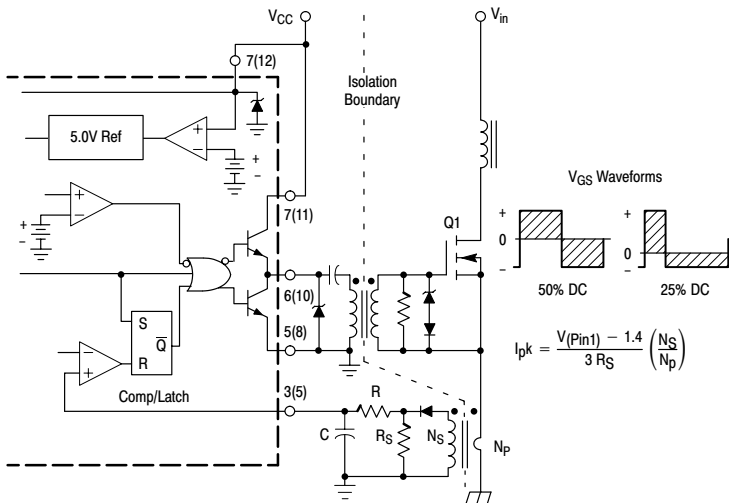 VCC
Vin
7(12)
Isolation
Boundary
5.0V Ref
+
−
+
−
VGS Waveforms
+
−
+
−
7(11)
Q1
+
0
−
+
0
−
50% DC
25% DC
6(10)
5(8)
S
Q̅
R
Ipk = V(Pin1) − 1.4 / 3 RS (NS / Np)
−
+
Comp/Latch
3(5)
R
C
RS
NS
NP